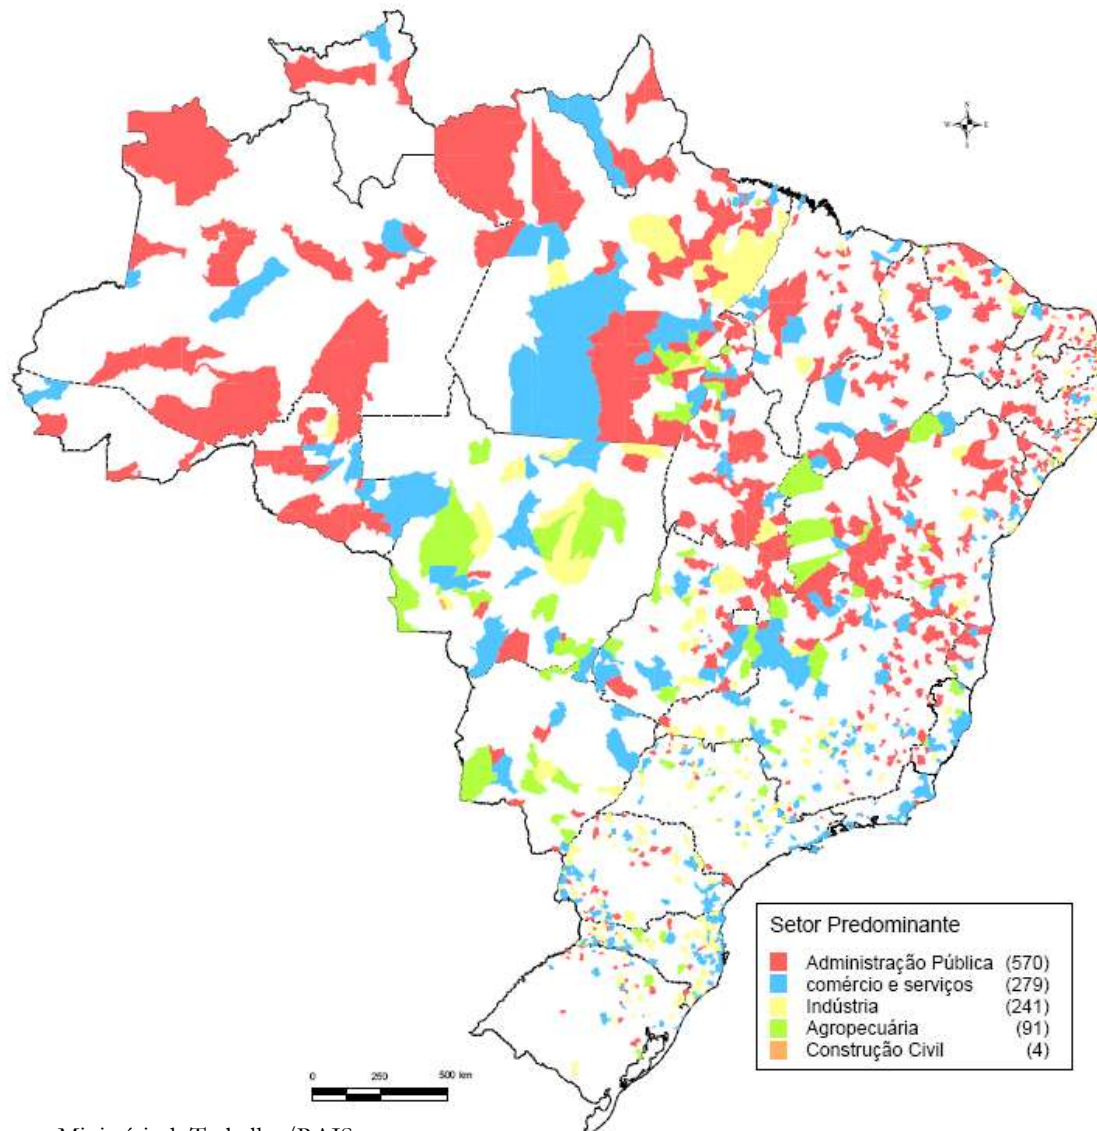 N
W E
S
Setor Predominante
Administração Pública (570)
comércio e serviços (279)
Indústria (241)
Agropecuária (91)
Construção Civil (4)
0 250 500 km